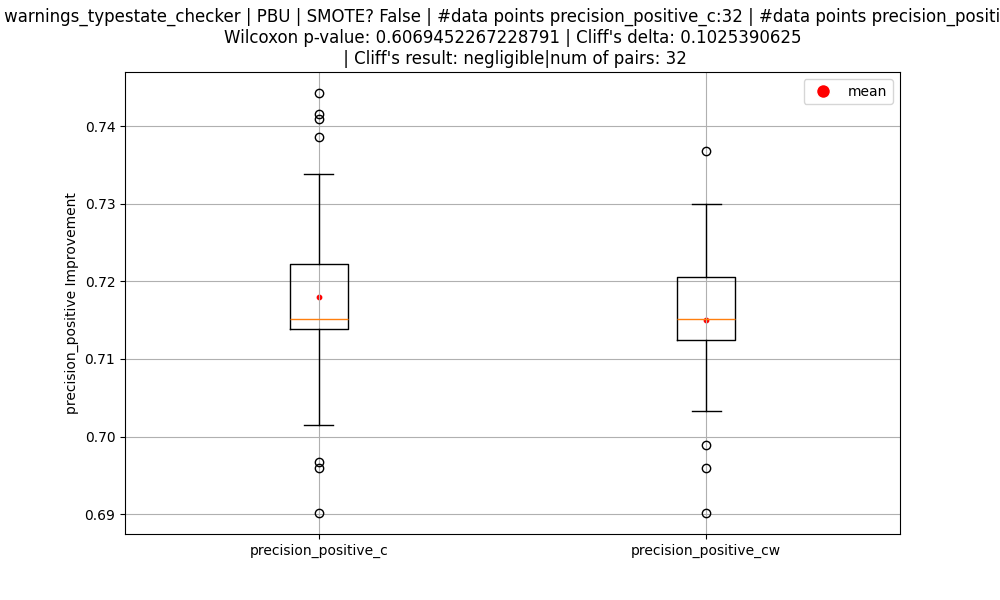 warnings_typestate_checker | PBU | SMOTE? False | #data points precision_positive_c:32 | #data points precision_positi
Wilcoxon p-value: 0.6069452267228791 | Cliff's delta: 0.1025390625
| Cliff's result: negligible|num of pairs: 32
mean
0.74
0.73
0.72
0.71
0.70
0.69
precision_positive Improvement
precision_positive_c
precision_positive_cw